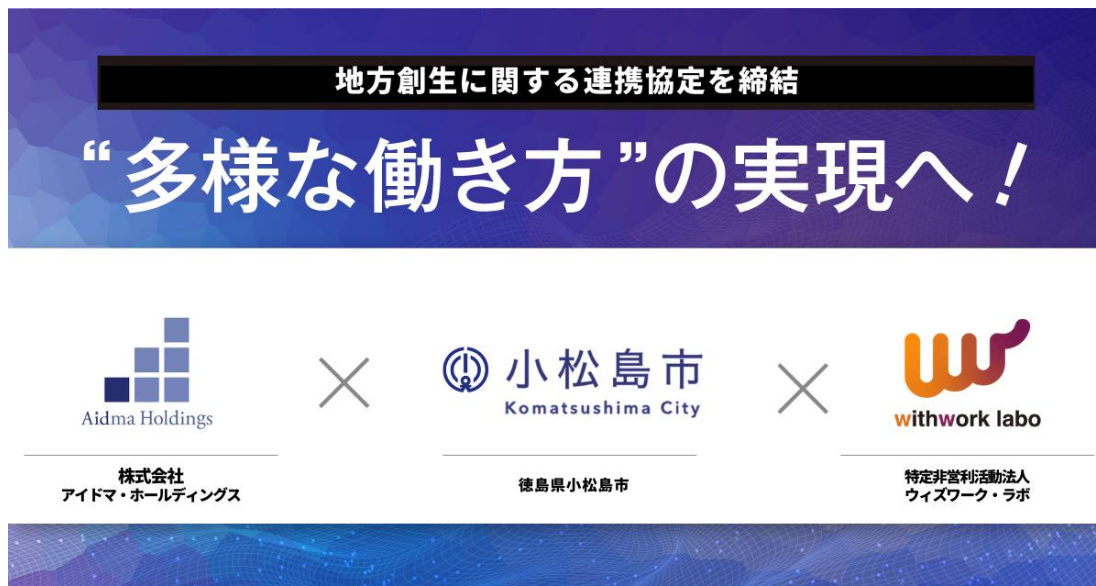 地方創生に関する連携協定を締結
“多様な働き方”の実現へ！
Aidma Holdings
株式会社
アイドマ・ホールディングス
小松島市
Komatsushima City
徳島県小松島市
withwork labo
特定非営利活動法人
ウィズワーク・ラボ